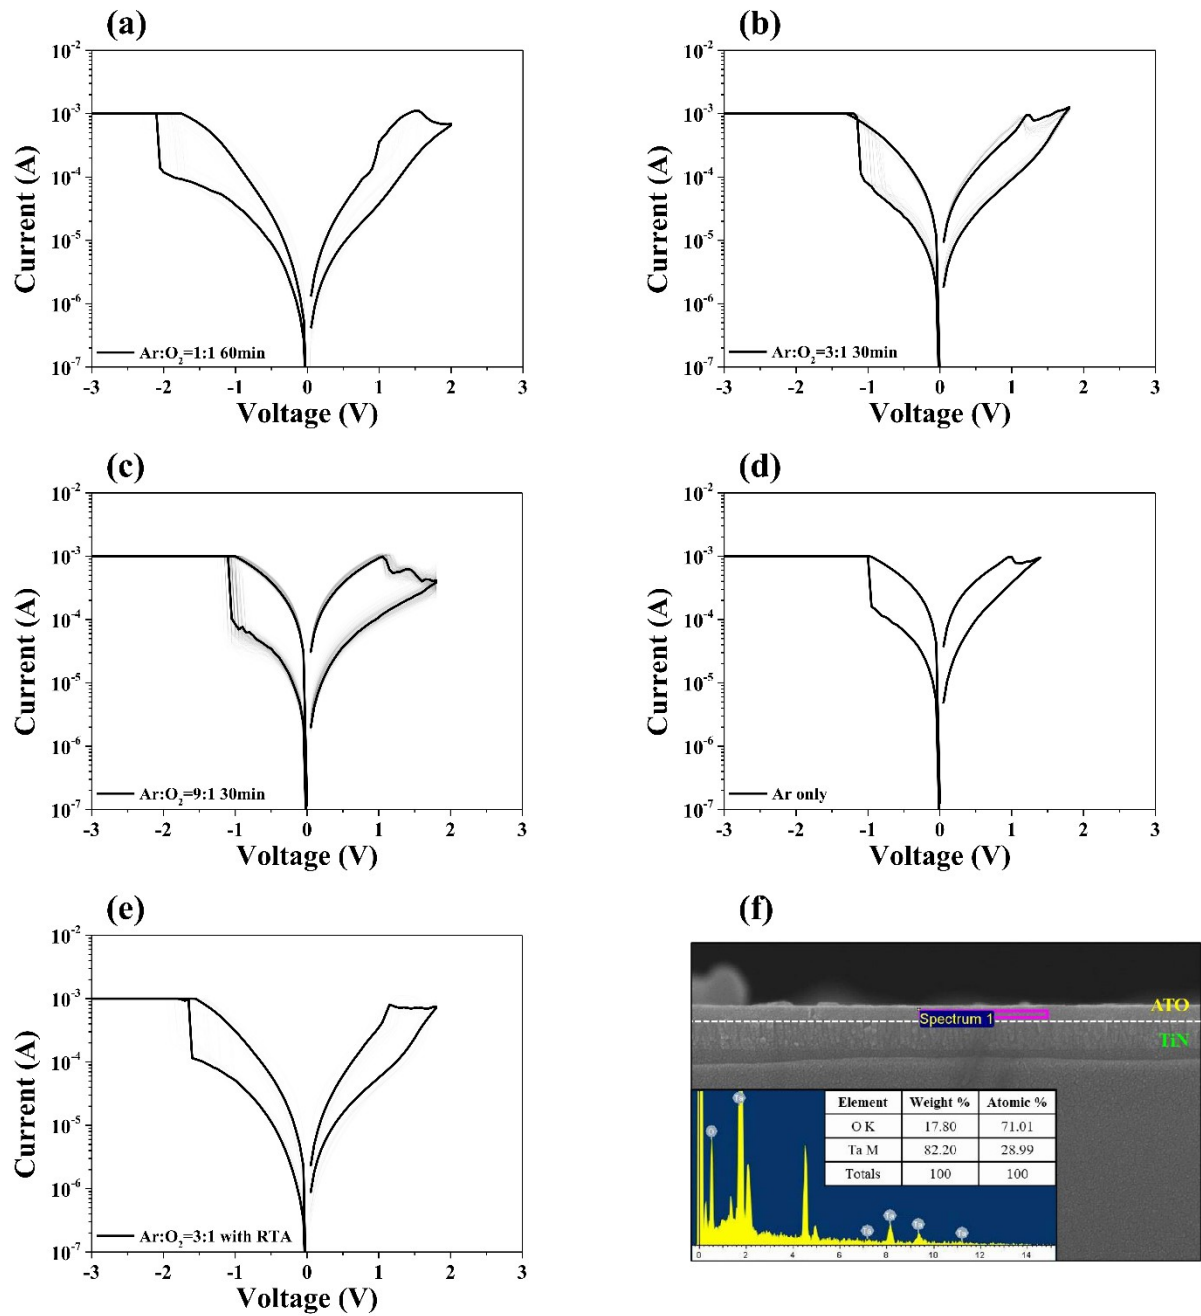 (a)
10⁻²
10⁻³
10⁻⁴
10⁻⁵
10⁻⁶
10⁻⁷
Current (A)
Ar:O₂=1:1 60min
-3 -2 -1 0 1 2 3
Voltage (V)
(b)
10⁻²
10⁻³
10⁻⁴
10⁻⁵
10⁻⁶
10⁻⁷
Current (A)
Ar:O₂=3:1 30min
-3 -2 -1 0 1 2 3
Voltage (V)
(c)
10⁻²
10⁻³
10⁻⁴
10⁻⁵
10⁻⁶
10⁻⁷
Current (A)
Ar:O₂=9:1 30min
-3 -2 -1 0 1 2 3
Voltage (V)
(d)
10⁻²
10⁻³
10⁻⁴
10⁻⁵
10⁻⁶
10⁻⁷
Current (A)
Ar only
-3 -2 -1 0 1 2 3
Voltage (V)
(e)
10⁻²
10⁻³
10⁻⁴
10⁻⁵
10⁻⁶
10⁻⁷
Current (A)
Ar:O₂=3:1 with RTA
-3 -2 -1 0 1 2 3
Voltage (V)
(f)
ATO
Spectrum 1
TiN
Element Weight % Atomic %
O K 17.80 71.01
Ta M 82.20 28.99
Totals 100 100
Ta
O
Ta Ta Ta Ta
0 2 4 6 8 10 12 14